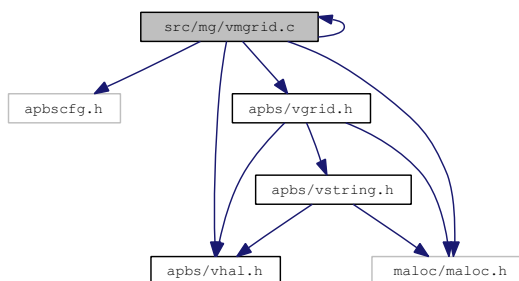 src/mg/vmgrid.c
apbscfg.h
apbs/vgrid.h
apbs/vstring.h
apbs/vhal.h
maloc/maloc.h